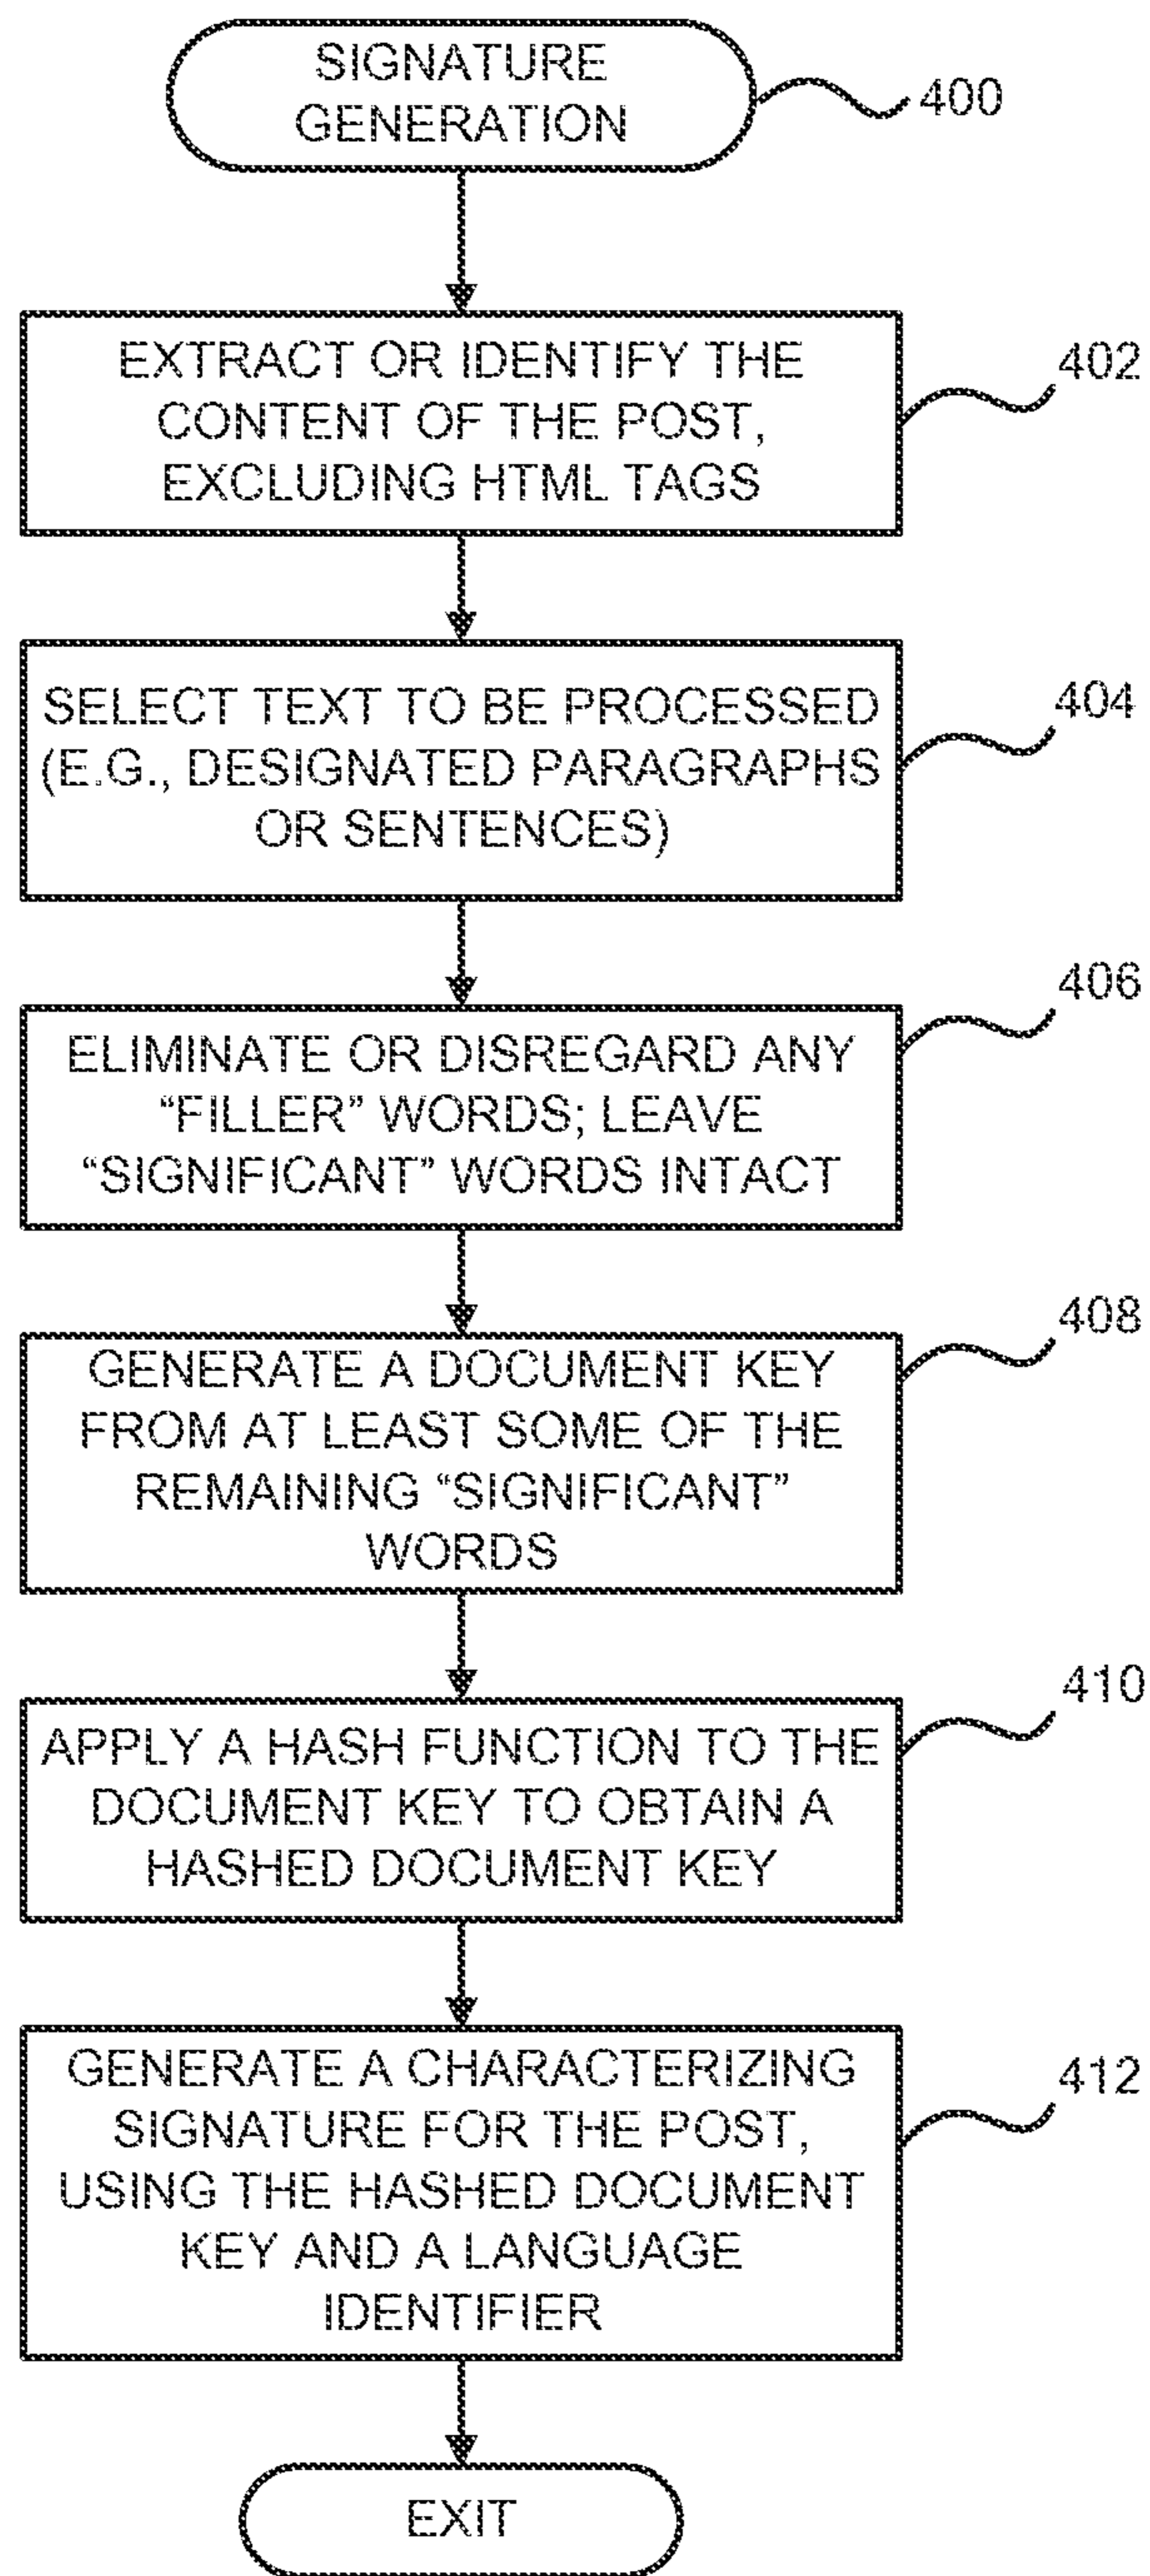 SIGNATURE
GENERATION
400
EXTRACT OR IDENTIFY THE
CONTENT OF THE POST,
EXCLUDING HTML TAGS
402
SELECT TEXT TO BE PROCESSED
(E.G., DESIGNATED PARAGRAPHS
OR SENTENCES)
404
ELIMINATE OR DISREGARD ANY
“FILLER” WORDS; LEAVE
“SIGNIFICANT” WORDS INTACT
406
GENERATE A DOCUMENT KEY
FROM AT LEAST SOME OF THE
REMAINING “SIGNIFICANT”
WORDS
408
APPLY A HASH FUNCTION TO THE
DOCUMENT KEY TO OBTAIN A
HASHED DOCUMENT KEY
410
GENERATE A CHARACTERIZING
SIGNATURE FOR THE POST,
USING THE HASHED DOCUMENT
KEY AND A LANGUAGE
IDENTIFIER
412
EXIT